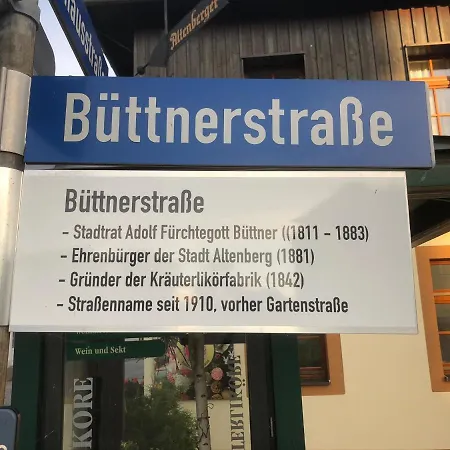 Altenberger
Büttnerstraße
Büttnerstraße
- Stadtrat Adolf Fürchtegott Büttner ((1811 - 1883)
- Ehrenbürger der Stadt Altenberg (1881)
- Gründer der Kräuterlikörfabrik (1842)
- Straßenname seit 1910, vorher Gartenstraße
Wein und Sekt